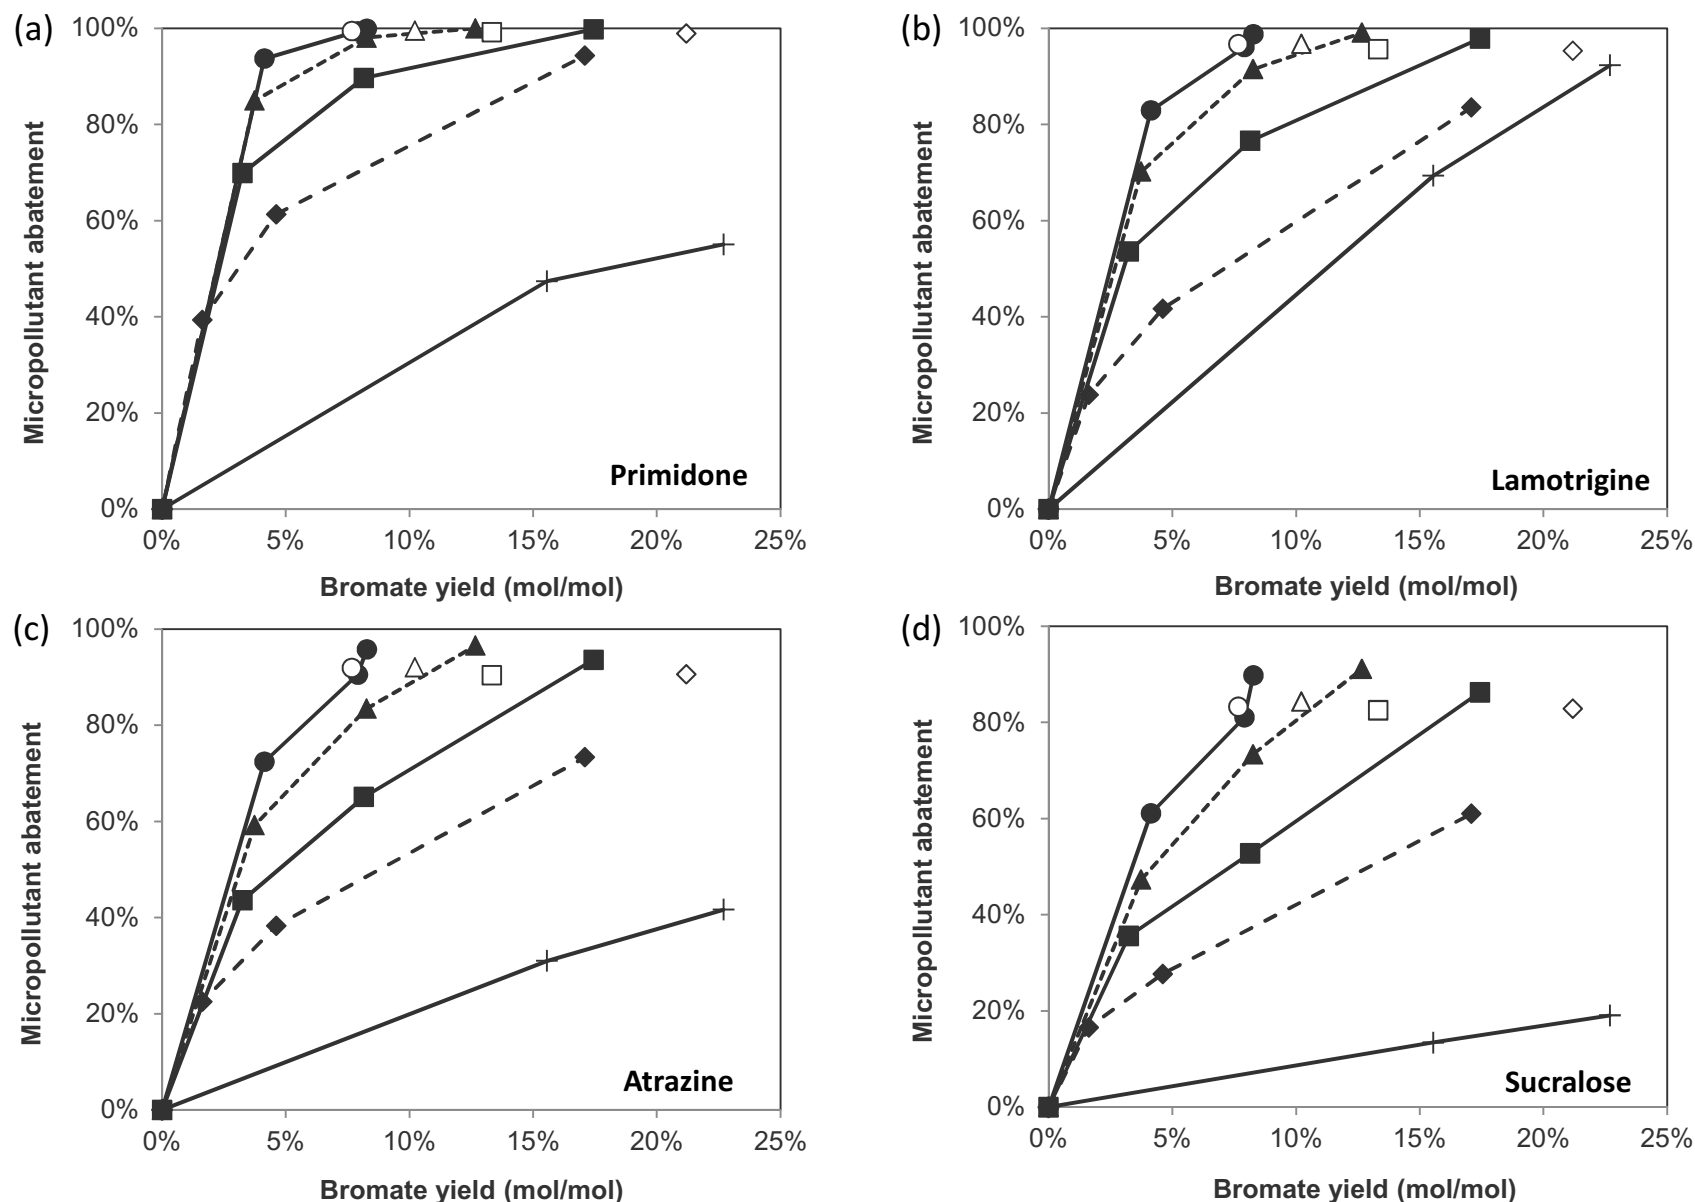 (a)
100%
80%
60%
40%
20%
0%
Micropollutant abatement
Primidone
0% 5% 10% 15% 20% 25%
Bromate yield (mol/mol)
(b)
100%
80%
60%
40%
20%
0%
Micropollutant abatement
Lamotrigine
0% 5% 10% 15% 20% 25%
Bromate yield (mol/mol)
(c)
100%
80%
60%
40%
20%
0%
Micropollutant abatement
Atrazine
0% 5% 10% 15% 20% 25%
Bromate yield (mol/mol)
(d)
100%
80%
60%
40%
20%
0%
Micropollutant abatement
Sucralose
0% 5% 10% 15% 20% 25%
Bromate yield (mol/mol)